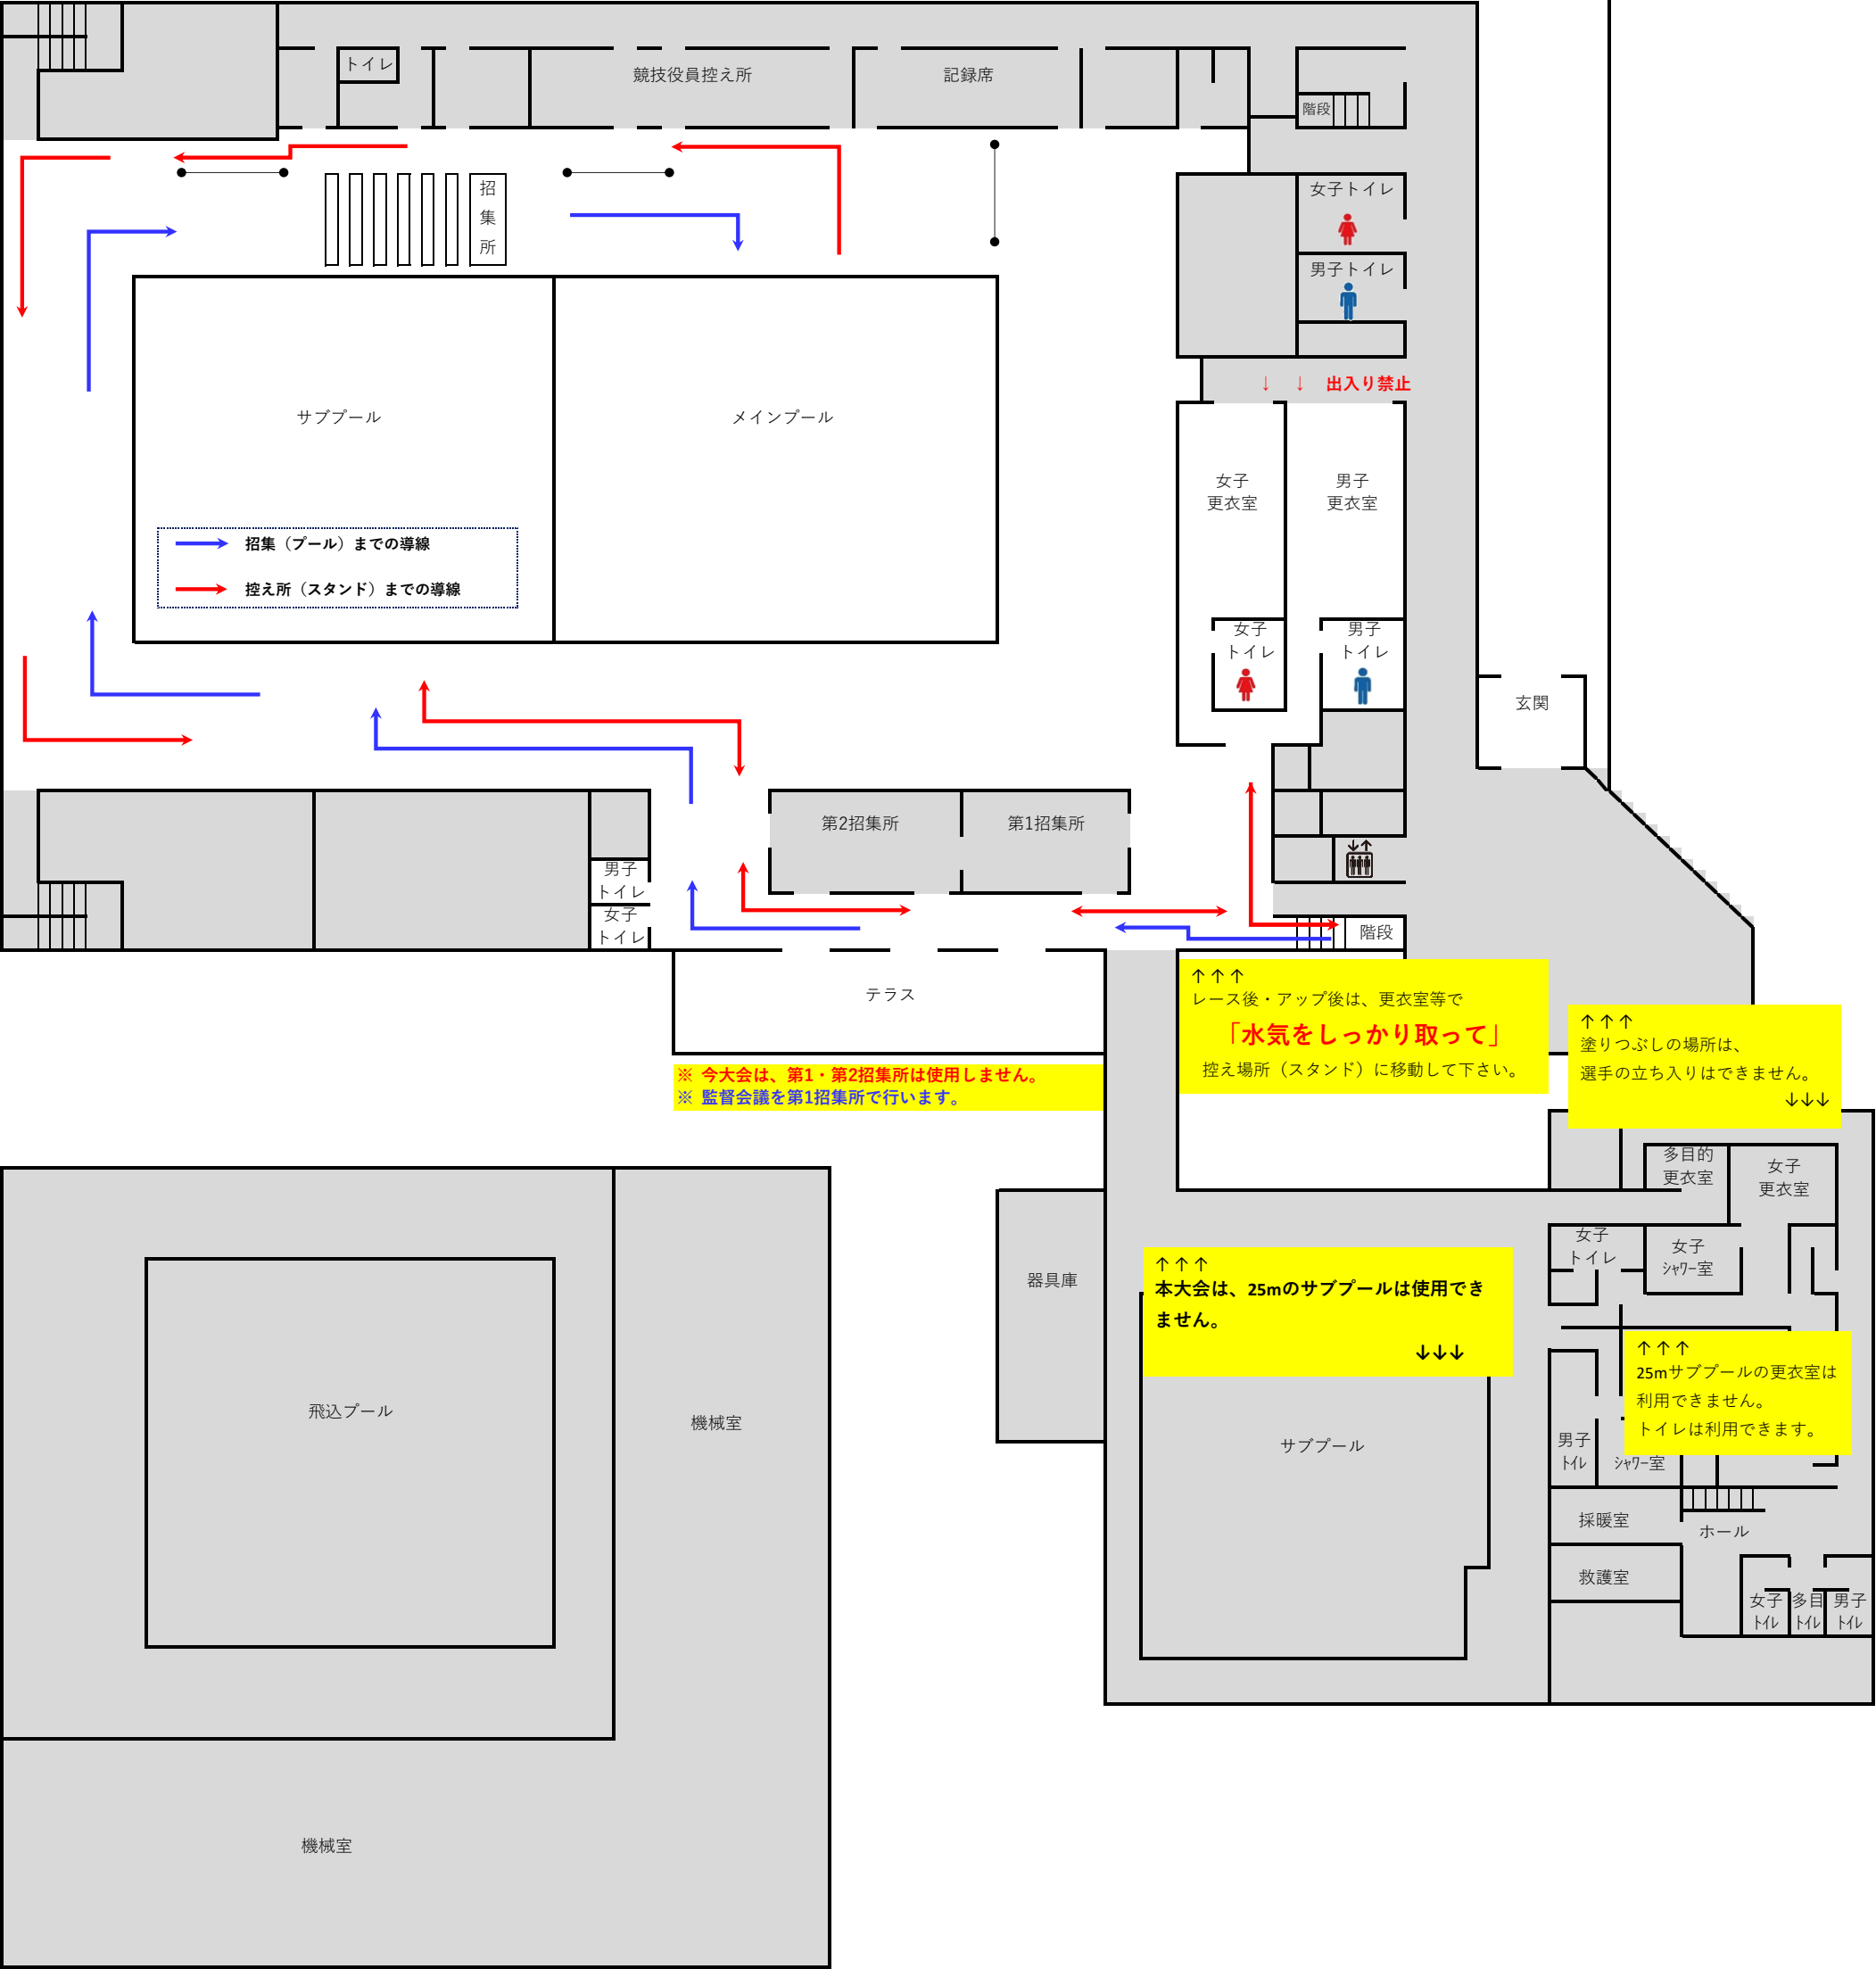 トイレ
競技役員控え所
記録席
階段
招
集
所
女子トイレ
男子トイレ
↓ ↓ 出入り禁止
サブプール
メインプール
女子
更衣室
男子
更衣室
招集（プール）までの導線
控え所（スタンド）までの導線
女子
トイレ
男子
トイレ
玄関
第2招集所
第1招集所
男子
トイレ
女子
トイレ
階段
テラス
↑↑↑
レース後・アップ後は、更衣室等で
「水気をしっかり取って」
控え場所（スタンド）に移動して下さい。
↑↑↑
塗りつぶしの場所は、
選手の立ち入りはできません。
↓↓↓
※ 今大会は、第1・第2招集所は使用しません。
※ 監督会議を第1招集所で行います。
多目的
更衣室
女子
更衣室
女子
トイレ
女子
ｼｬﾜｰ室
器具庫
↑↑↑
本大会は、25mのサブプールは使用でき
ません。
↓↓↓
↑↑↑
25mサブプールの更衣室は
利用できません。
トイレは利用できます。
飛込プール
機械室
サブプール
男子
ﾄｲﾚ
ｼｬﾜｰ室
採暖室
ホール
救護室
女子
ﾄｲﾚ
多目
ﾄｲﾚ
男子
ﾄｲﾚ
機械室